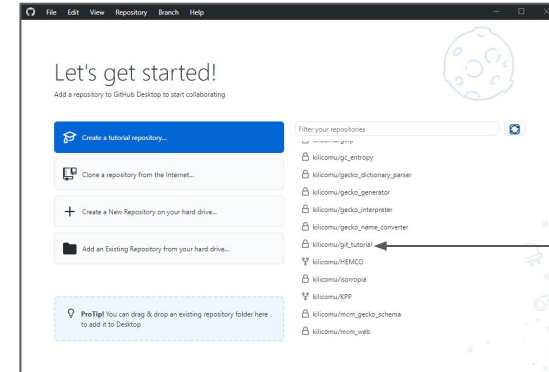 File Edit View Repository Branch Help
Let's get started!
Add a repository to GitHub Desktop to start collaborating
Create a tutorial repository...
Clone a repository from the Internet...
Create a New Repository on your hard drive...
Add an Existing Repository from your hard drive...
ProTip! You can drag & drop an existing repository folder here
to add it to Desktop
Filter your repositories
kilicomu/gc_entropy
kilicomu/gecko_dictionary_parser
kilicomu/gecko_generator
kilicomu/gecko_interpreter
kilicomu/gecko_name_converter
kilicomu/git_tutorial
kilicomu/HEMCO
kilicomu/isorropia
kilicomu/KPP
kilicomu/mcm_gecko_schema
kilicomu/mcm_web